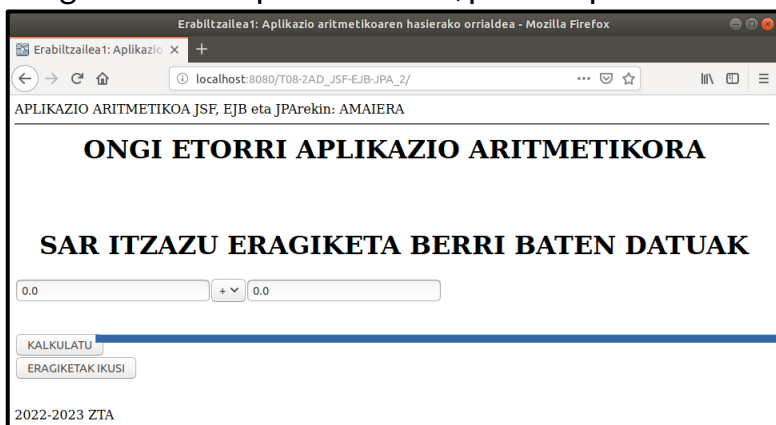 Erabiltzailea1: Aplikazio aritmetikoaren hasierako orrialdea - Mozilla Firefox
Erabiltzailea1: Aplikazio
localhost:8080/T08-2AD_JSF-EJB-JPA_2/
APLIKAZIO ARITMETIKOA JSF, EJB eta JPArekin: AMAIERA
ONGI ETORRI APLIKAZIO ARITMETIKORA
SAR ITZAZU ERAGIKETA BERRI BATEN DATUAK
0.0 + 0.0
KALKULATU
ERAGIKETAK IKUSI
2022-2023 ZTA